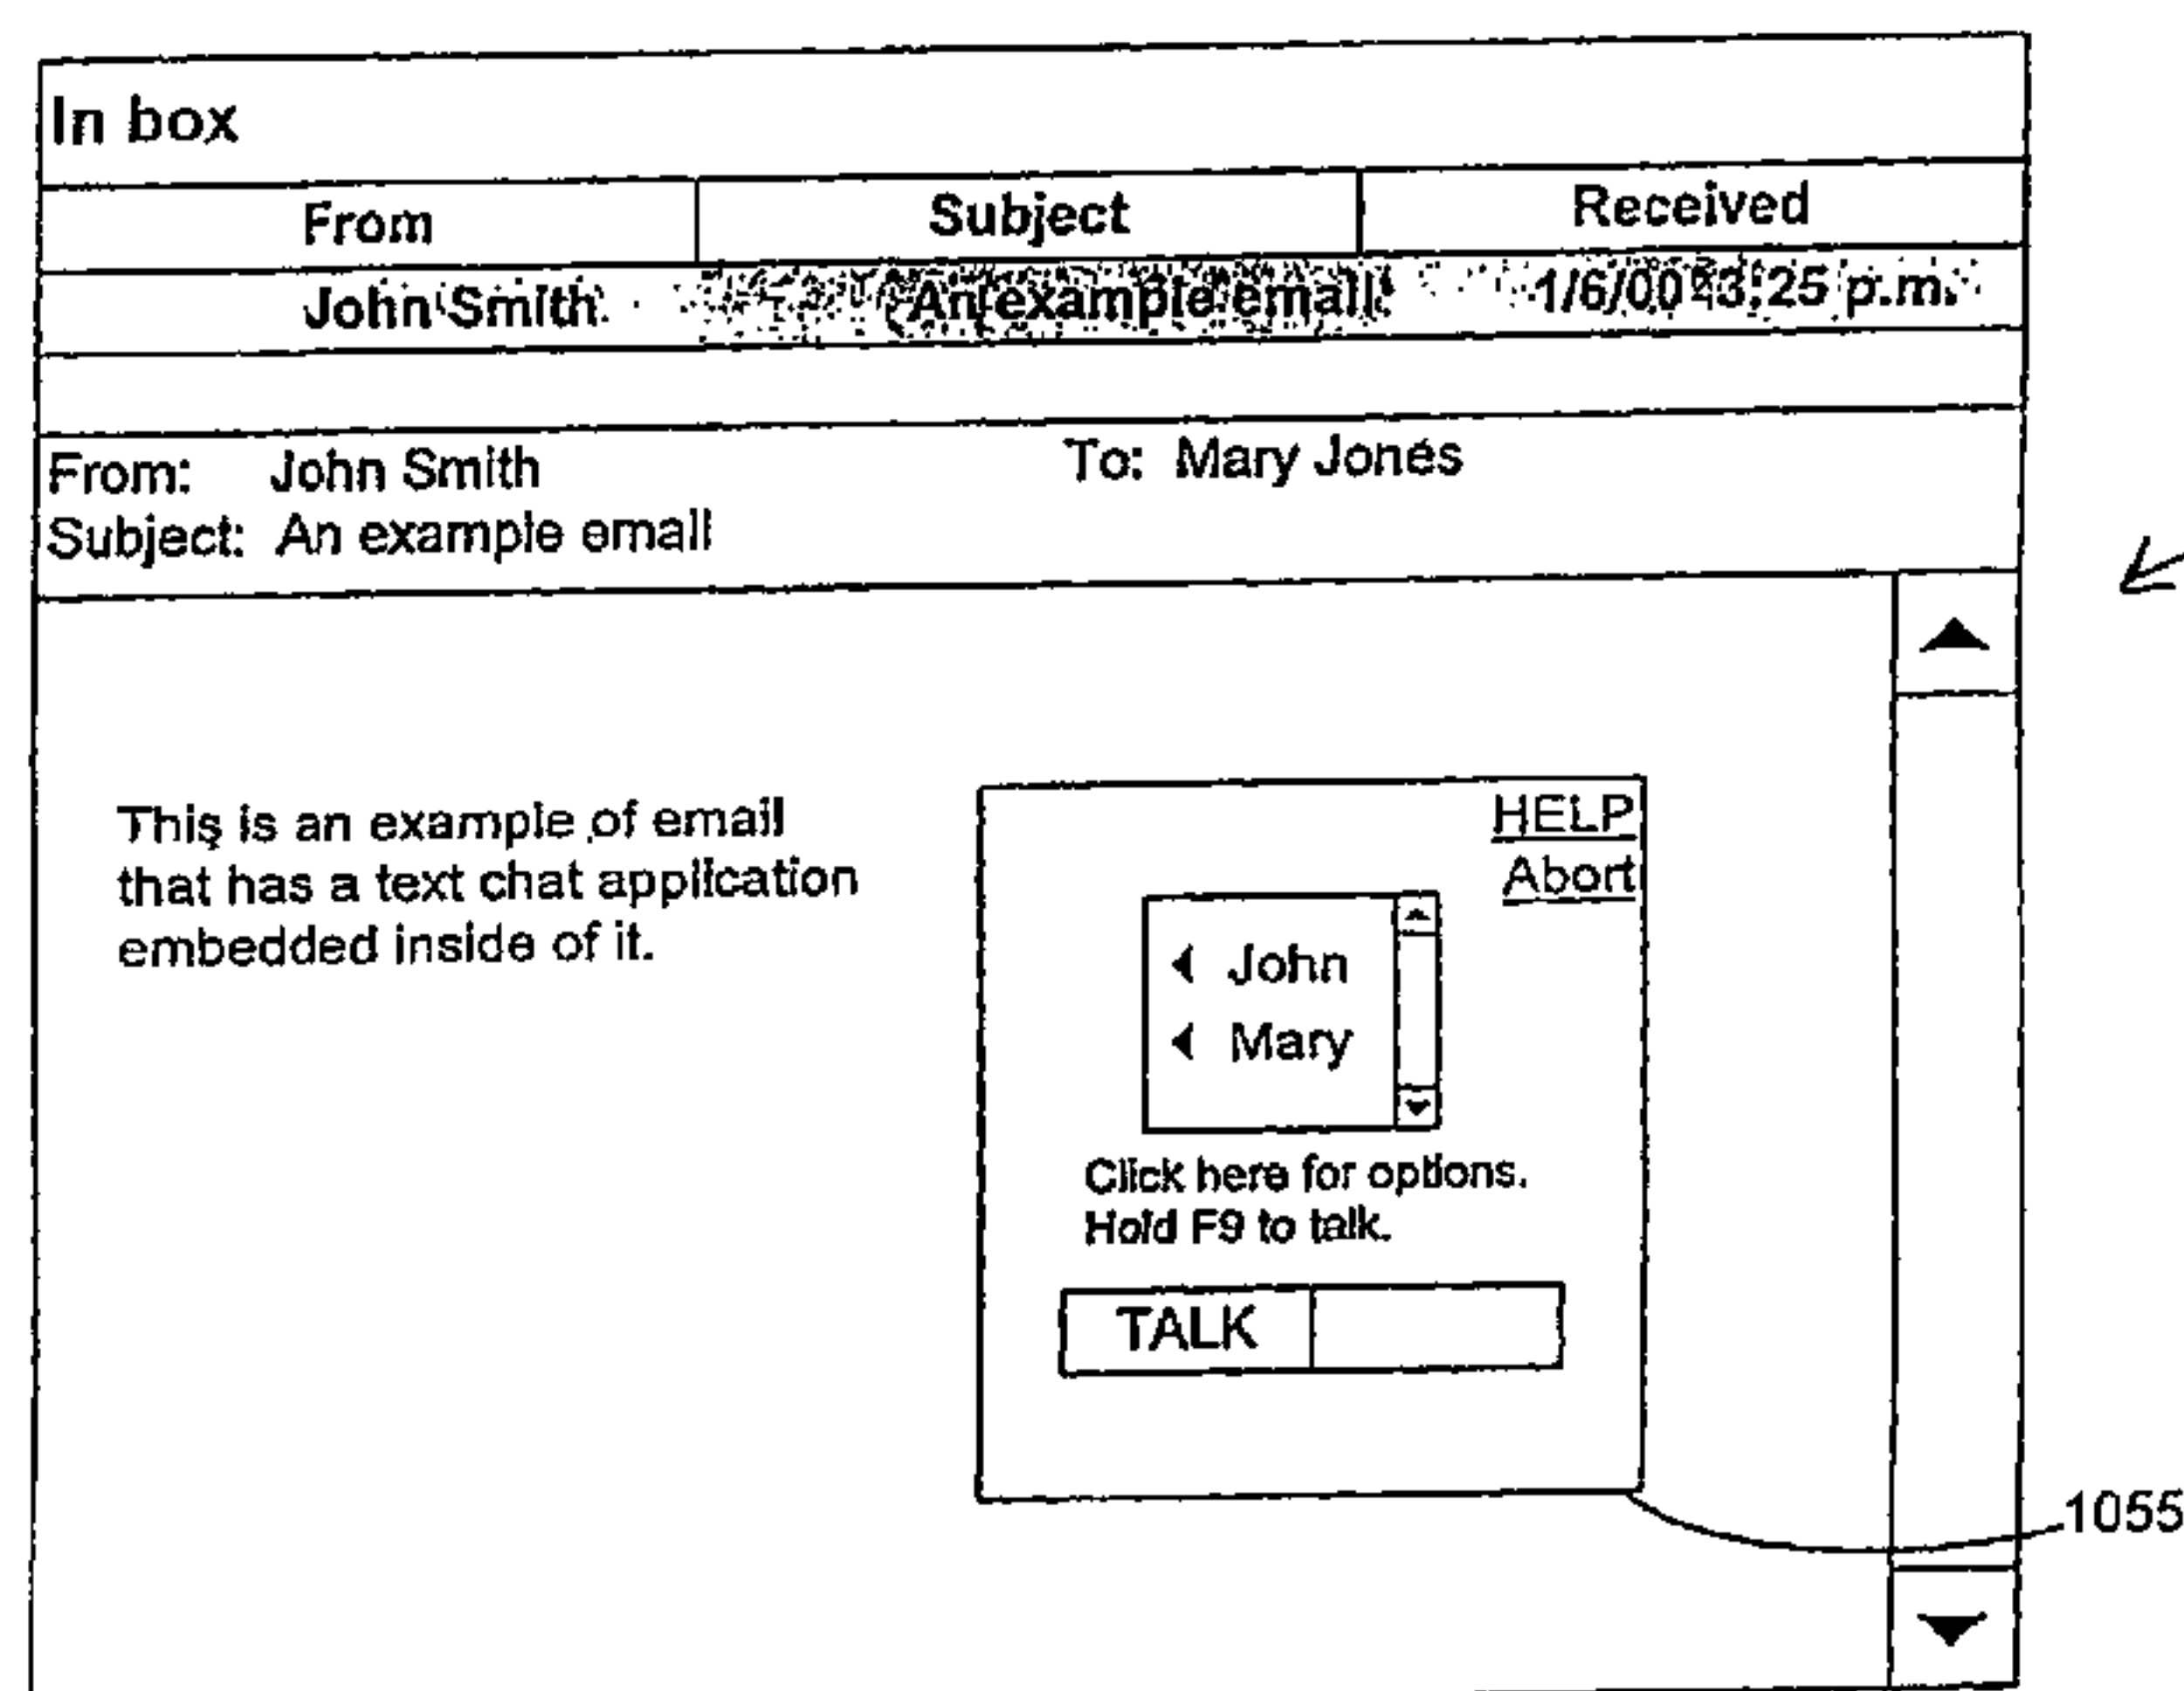 In box
From Subject Received
John Smith An example email 1/6/00 3:25 p.m.
From: John Smith To: Mary Jones
Subject: An example email
This is an example of email
that has a text chat application
embedded inside of it.
HELP
Abort
John
Mary
Click here for options.
Hold F9 to talk.
TALK
1055